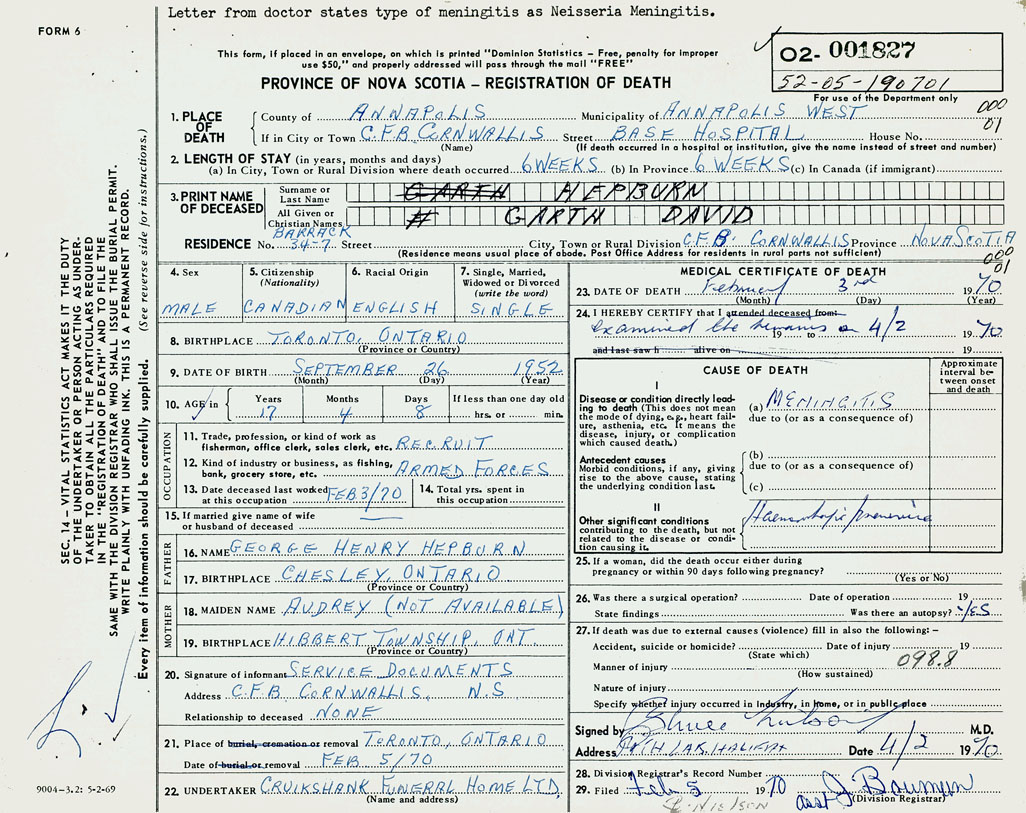 Letter from doctor states type of meningitis as Neisseria Meningitis.
FORM 6
This form, if placed in an envelope, on which is printed "Dominion Statistics – Free, penalty for improper
use $50," and properly addressed will pass through the mail "FREE"
O2- 001827
52-05-190701
For use of the Department only
PROVINCE OF NOVA SCOTIA – REGISTRATION OF DEATH
000
01
1. PLACE OF DEATH
County of ANNAPOLIS Municipality of ANNAPOLIS WEST
If in City or Town C.F.B. CORNWALLIS Street BASE HOSPITAL House No.
(Name) (If death occurred in a hospital or institution, give the name instead of street and number)
2. LENGTH OF STAY (in years, months and days)
(a) In City, Town or Rural Division where death occurred 6 WEEKS (b) In Province 6 WEEKS (c) In Canada (if immigrant)
3. PRINT NAME OF DECEASED
Surname or Last Name GARTH HEPBURN
All Given or Christian Names H GARTH DAVID
BARRACK
RESIDENCE No. 34-7 Street City, Town or Rural Division C.F.B. CORNWALLIS Province NOVA SCOTIA
(Residence means usual place of abode. Post Office Address for residents in rural parts not sufficient)
000
01
4. Sex MALE
5. Citizenship (Nationality) CANADIAN
6. Racial Origin ENGLISH
7. Single, Married, Widowed or Divorced (write the word) SINGLE
8. BIRTHPLACE TORONTO, ONTARIO
(Province or Country)
9. DATE OF BIRTH SEPTEMBER 26 1952
(Month) (Day) (Year)
10. AGE in Years 17 Months 4 Days 8 If less than one day old hrs. or min.
OCCUPATION
11. Trade, profession, or kind of work as
fisherman, office clerk, sales clerk, etc. RECRUIT
12. Kind of industry or business, as fishing,
bank, grocery store, etc. ARMED FORCES
13. Date deceased last worked at this occupation FEB 3/70
14. Total yrs. spent in this occupation
15. If married give name of wife
or husband of deceased
FATHER
16. NAME GEORGE HENRY HEPBURN
17. BIRTHPLACE CHESLEY, ONTARIO
(Province or Country)
MOTHER
18. MAIDEN NAME AUDREY (NOT AVAILABLE)
19. BIRTHPLACE HIBBERT TOWNSHIP, ONT
(Province or Country)
20. Signature of informant SERVICE DOCUMENTS
Address C.F.B. CORNWALLIS, N.S
Relationship to deceased NONE
21. Place of burial, cremation or removal TORONTO, ONTARIO
Date of burial or removal FEB 5/70
22. UNDERTAKER CRUIKSHANK FUNERAL HOME LTD.
(Name and address)
MEDICAL CERTIFICATE OF DEATH
23. DATE OF DEATH February 3rd 1970
(Month) (Day) (Year)
24. I HEREBY CERTIFY that I attended deceased from:
examined the remains on 4/2 1970
19 to
and last saw h alive on 19
CAUSE OF DEATH
Approximate interval between onset and death
I
Disease or condition directly leading to death (This does not mean the mode of dying, e.g., heart failure, asthenia, etc. It means the disease, injury, or complication which caused death.)
(a) MENINGITIS
due to (or as a consequence of)
Antecedent causes
Morbid conditions, if any, giving rise to the above cause, stating the underlying condition last.
(b)
due to (or as a consequence of)
(c)
II
Other significant conditions contributing to the death, but not related to the disease or condition causing it.
Haemorrhagic pneumonia
25. If a woman, did the death occur either during
pregnancy or within 90 days following pregnancy?
(Yes or No)
26. Was there a surgical operation? Date of operation 19
State findings Was there an autopsy? YES
27. If death was due to external causes (violence) fill in also the following:–
Accident, suicide or homicide? Date of injury 19
(State which)
098.8
Manner of injury
(How sustained)
Nature of injury
Specify whether injury occurred in industry, in home, or in public place
Signed by Bruce M.D.
Address Date 4/2 1970
28. Division Registrar's Record Number
29. Filed Feb 5 1970 asst J Bauman
(Division Registrar)
SEC. 14 – VITAL STATISTICS ACT MAKES IT THE DUTY
OF THE UNDERTAKER OR PERSON ACTING AS UNDER-
TAKER TO OBTAIN ALL THE PARTICULARS REQUIRED
IN THE "REGISTRATION OF DEATH" AND TO FILE THE
SAME WITH THE DIVISION REGISTRAR WHO SHALL ISSUE THE BURIAL PERMIT.
WRITE PLAINLY WITH UNFADING INK. THIS IS A PERMANENT RECORD.
Every item of information should be carefully supplied. (See reverse side for instructions.)
9004-3.2: 5-2-69